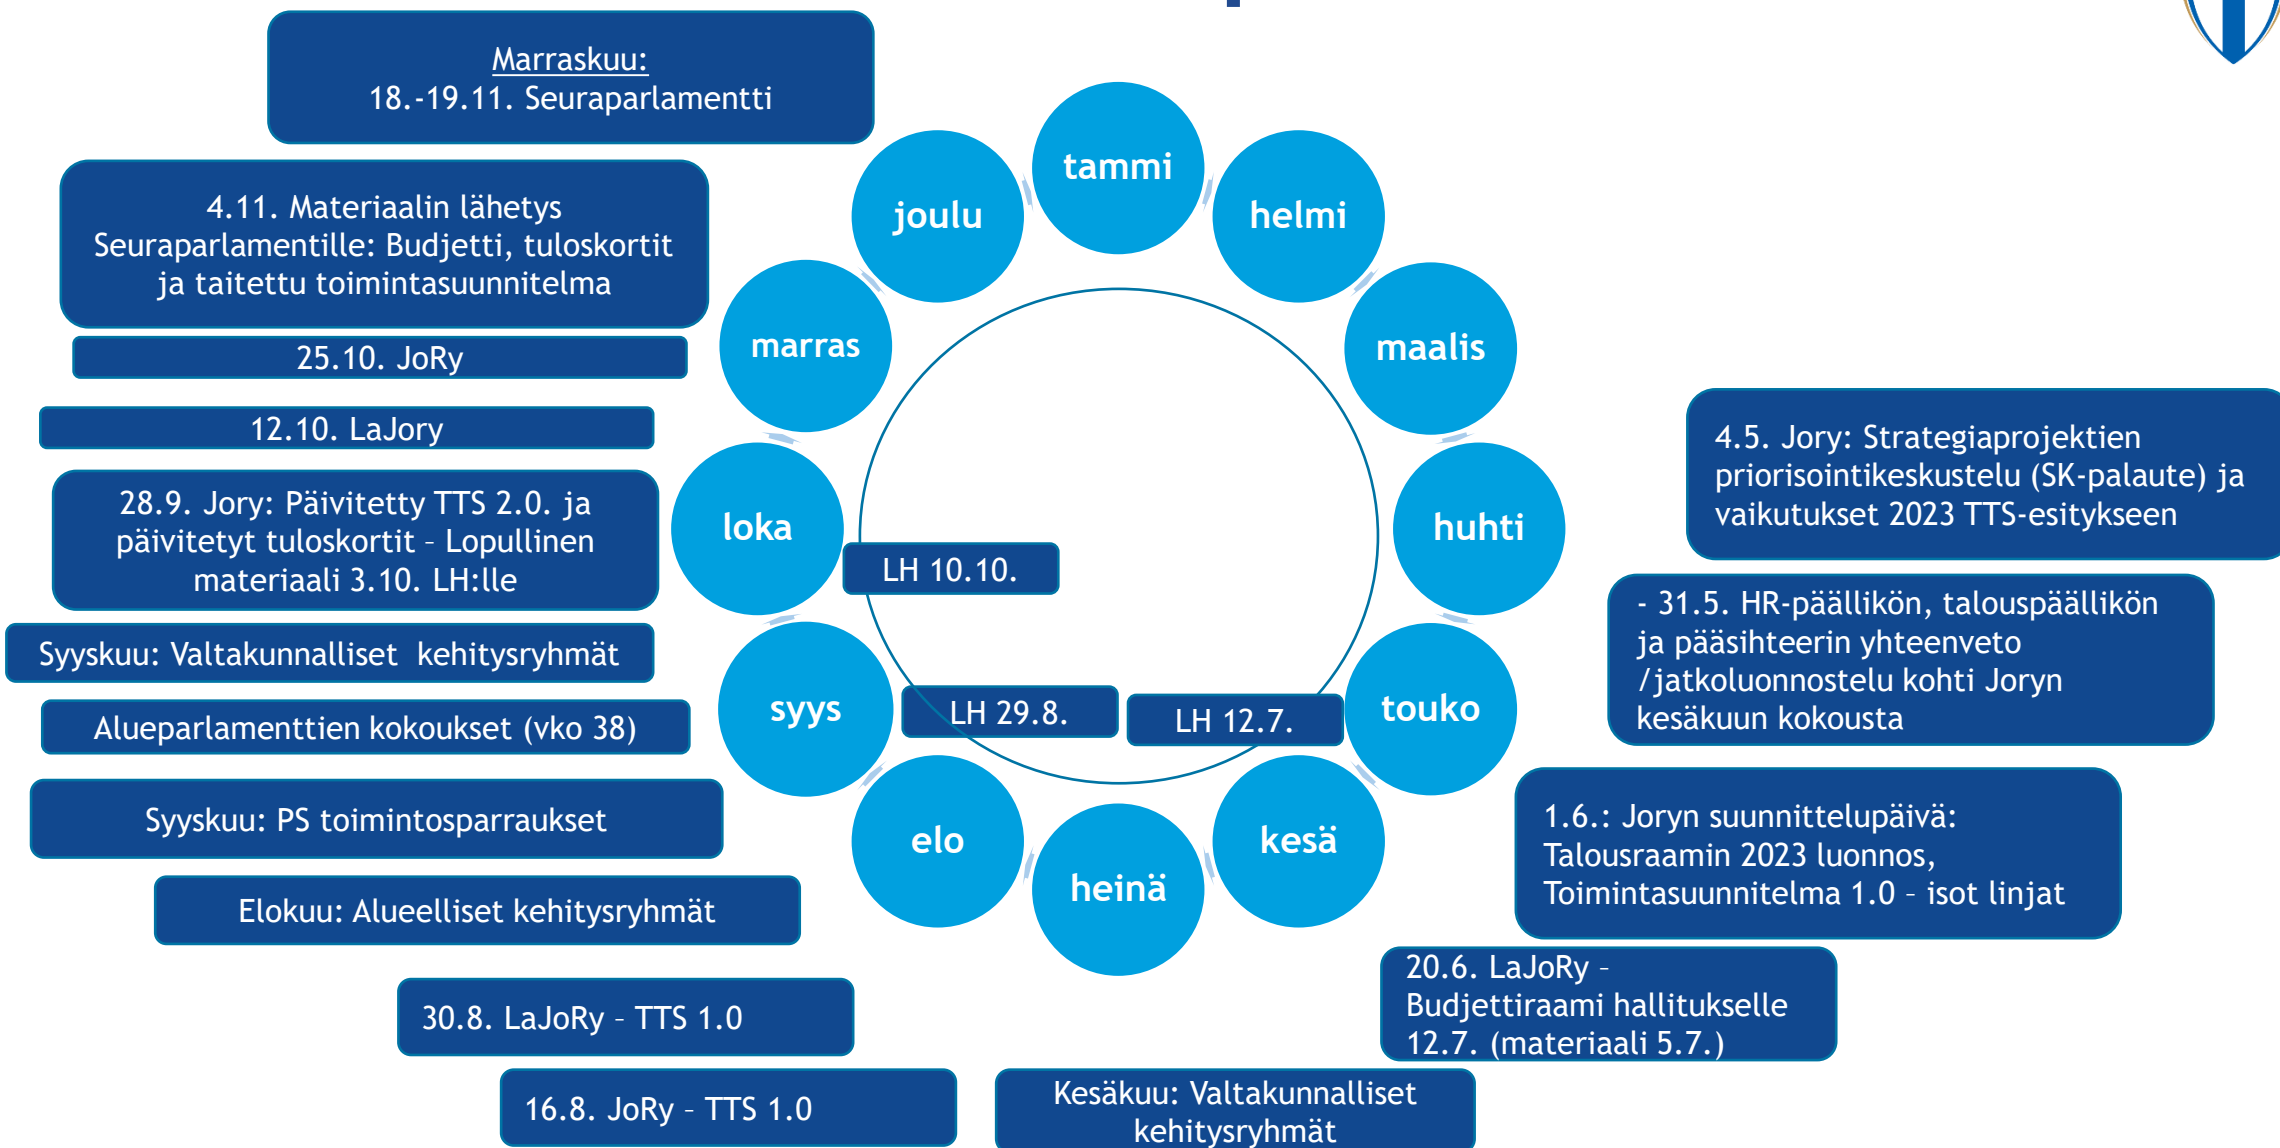 Marraskuu:
18.-19.11. Seuraparlamentti
4.11. Materiaalin lähetys
Seuraparlamentille: Budjetti, tuloskortit
ja taitettu toimintasuunnitelma
25.10. JoRy
12.10. LaJory
28.9. Jory: Päivitetty TTS 2.0. ja
päivitetyt tuloskortit – Lopullinen
materiaali 3.10. LH:lle
Syyskuu: Valtakunnalliset kehitysryhmät
Alueparlamenttien kokoukset (vko 38)
Syyskuu: PS toimintosparraukset
Elokuu: Alueelliset kehitysryhmät
30.8. LaJoRy – TTS 1.0
16.8. JoRy – TTS 1.0
tammi
helmi
maalis
huhti
touko
kesä
heinä
elo
syys
loka
marras
joulu
LH 10.10.
LH 29.8.
LH 12.7.
4.5. Jory: Strategiaprojektien
priorisointikeskustelu (SK-palaute) ja
vaikutukset 2023 TTS-esitykseen
- 31.5. HR-päällikön, talouspäällikön
ja pääsihteerin yhteenveto
/jatkoluonnostelu kohti Joryn
kesäkuun kokousta
1.6.: Joryn suunnittelupäivä:
Talousraamin 2023 luonnos,
Toimintasuunnitelma 1.0 – isot linjat
20.6. LaJoRy –
Budjettiraami hallitukselle
12.7. (materiaali 5.7.)
Kesäkuu: Valtakunnalliset
kehitysryhmät